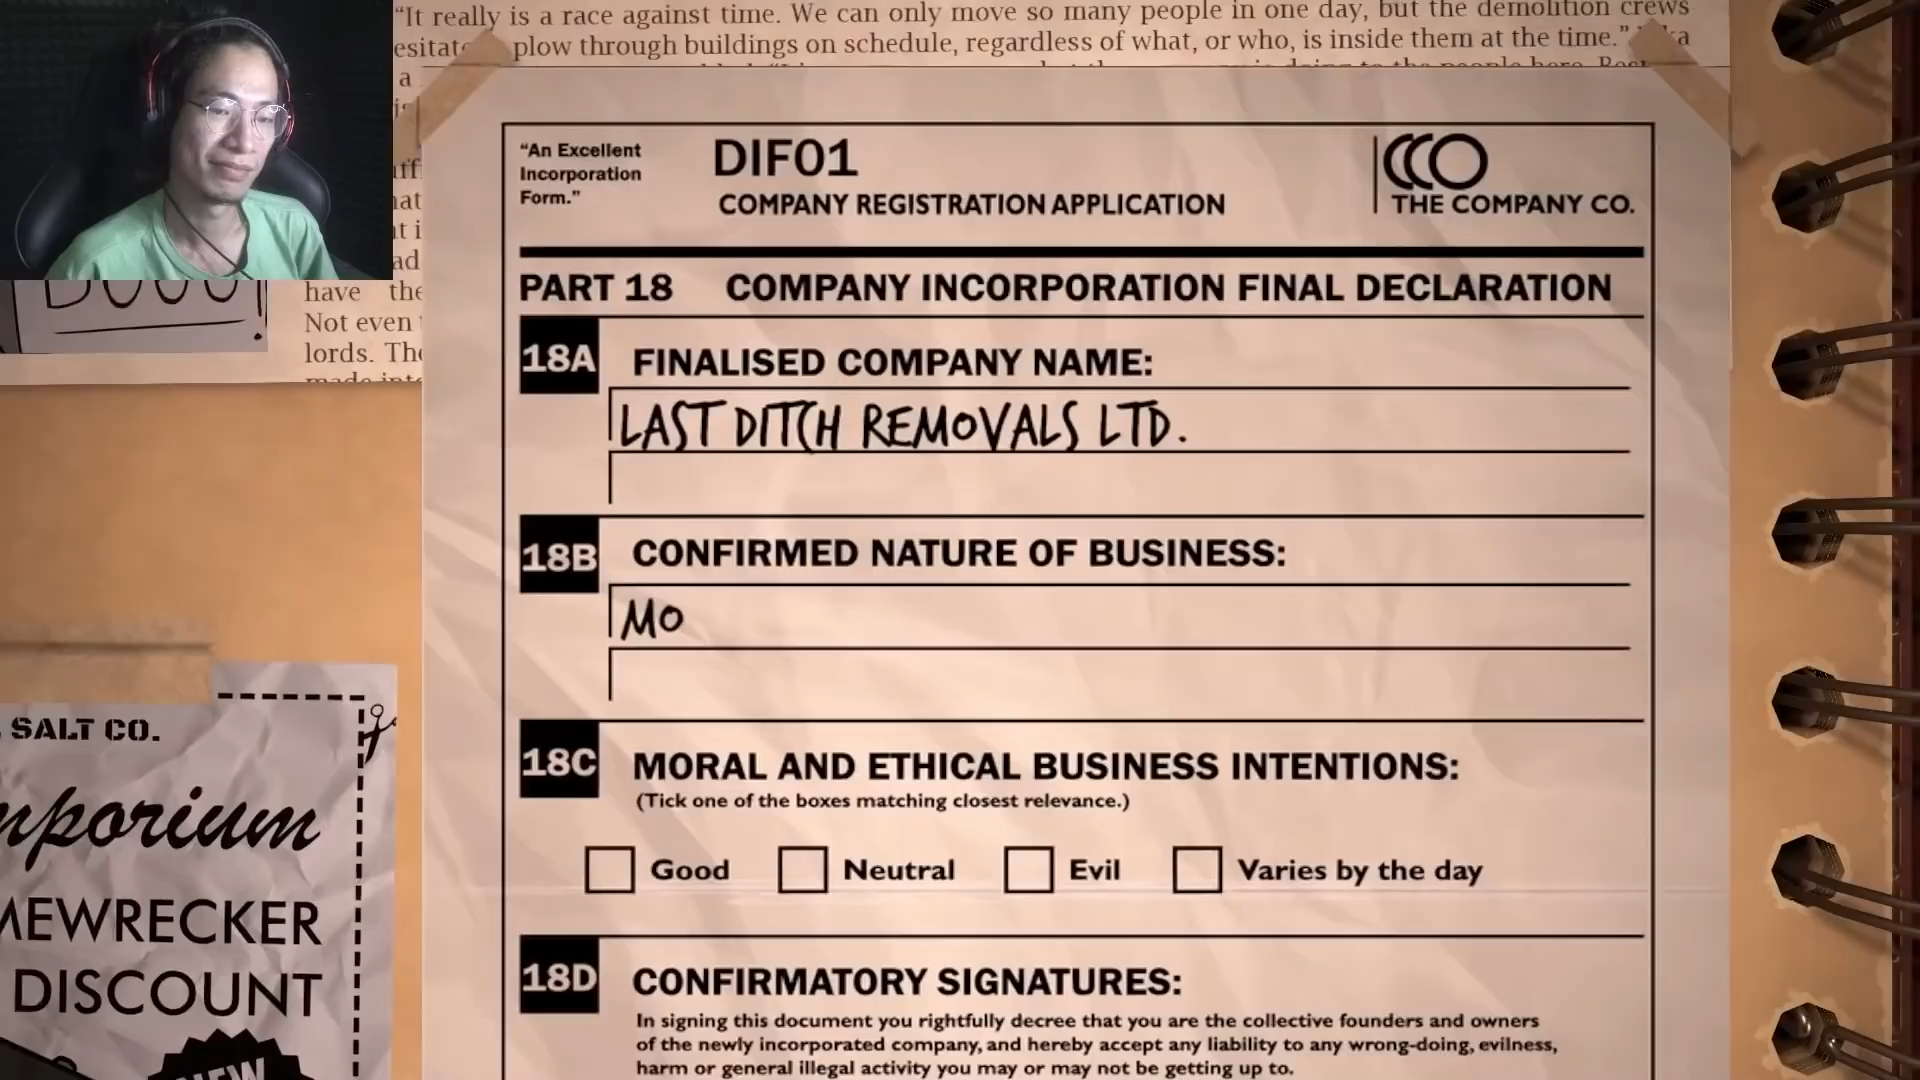 “It really is a race against time. We can only move so many people in one day, but the demolition crews
plow through buildings on schedule, regardless of what, or who, is inside them at the time.”
a
have the
Not even
lords. The
“An Excellent
Incorporation
Form.”
DIF01
COMPANY REGISTRATION APPLICATION
CCO
THE COMPANY CO.
PART 18 COMPANY INCORPORATION FINAL DECLARATION
18A FINALISED COMPANY NAME:
LAST DITCH REMOVALS LTD.
18B CONFIRMED NATURE OF BUSINESS:
MO
18C MORAL AND ETHICAL BUSINESS INTENTIONS:
(Tick one of the boxes matching closest relevance.)
Good Neutral Evil Varies by the day
18D CONFIRMATORY SIGNATURES:
In signing this document you rightfully decree that you are the collective founders and owners
of the newly incorporated company, and hereby accept any liability to any wrong-doing, evilness,
harm or general illegal activity you may or may not be getting up to.
SALT CO.
mporium
MEWRECKER
DISCOUNT
NEW